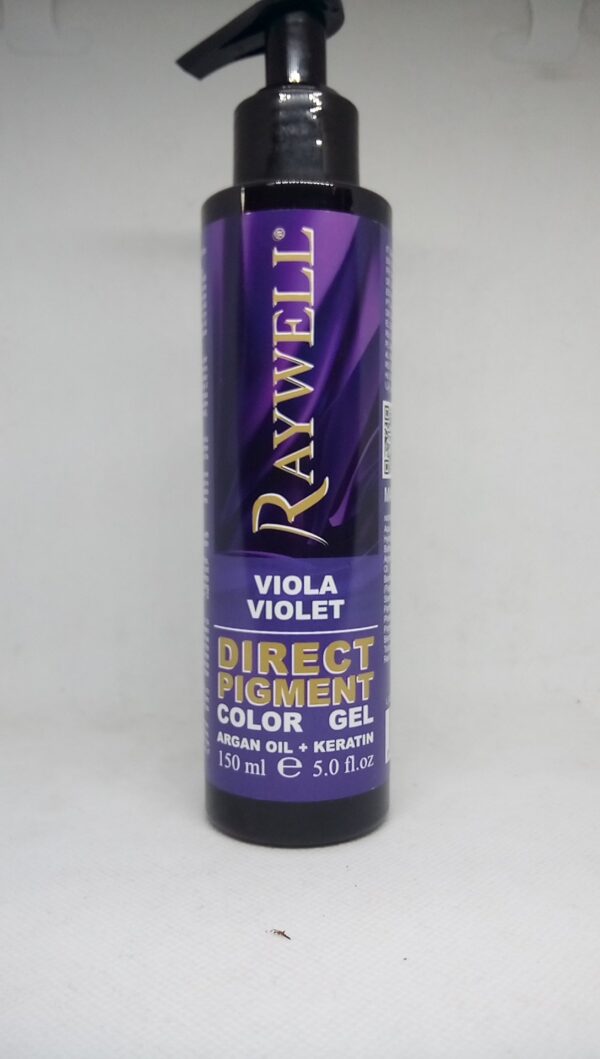 RAYWELL®
VIOLA
VIOLET
DIRECT
PIGMENT
COLOR GEL
ARGAN OIL + KERATIN
150 ml e 5.0 fl.oz